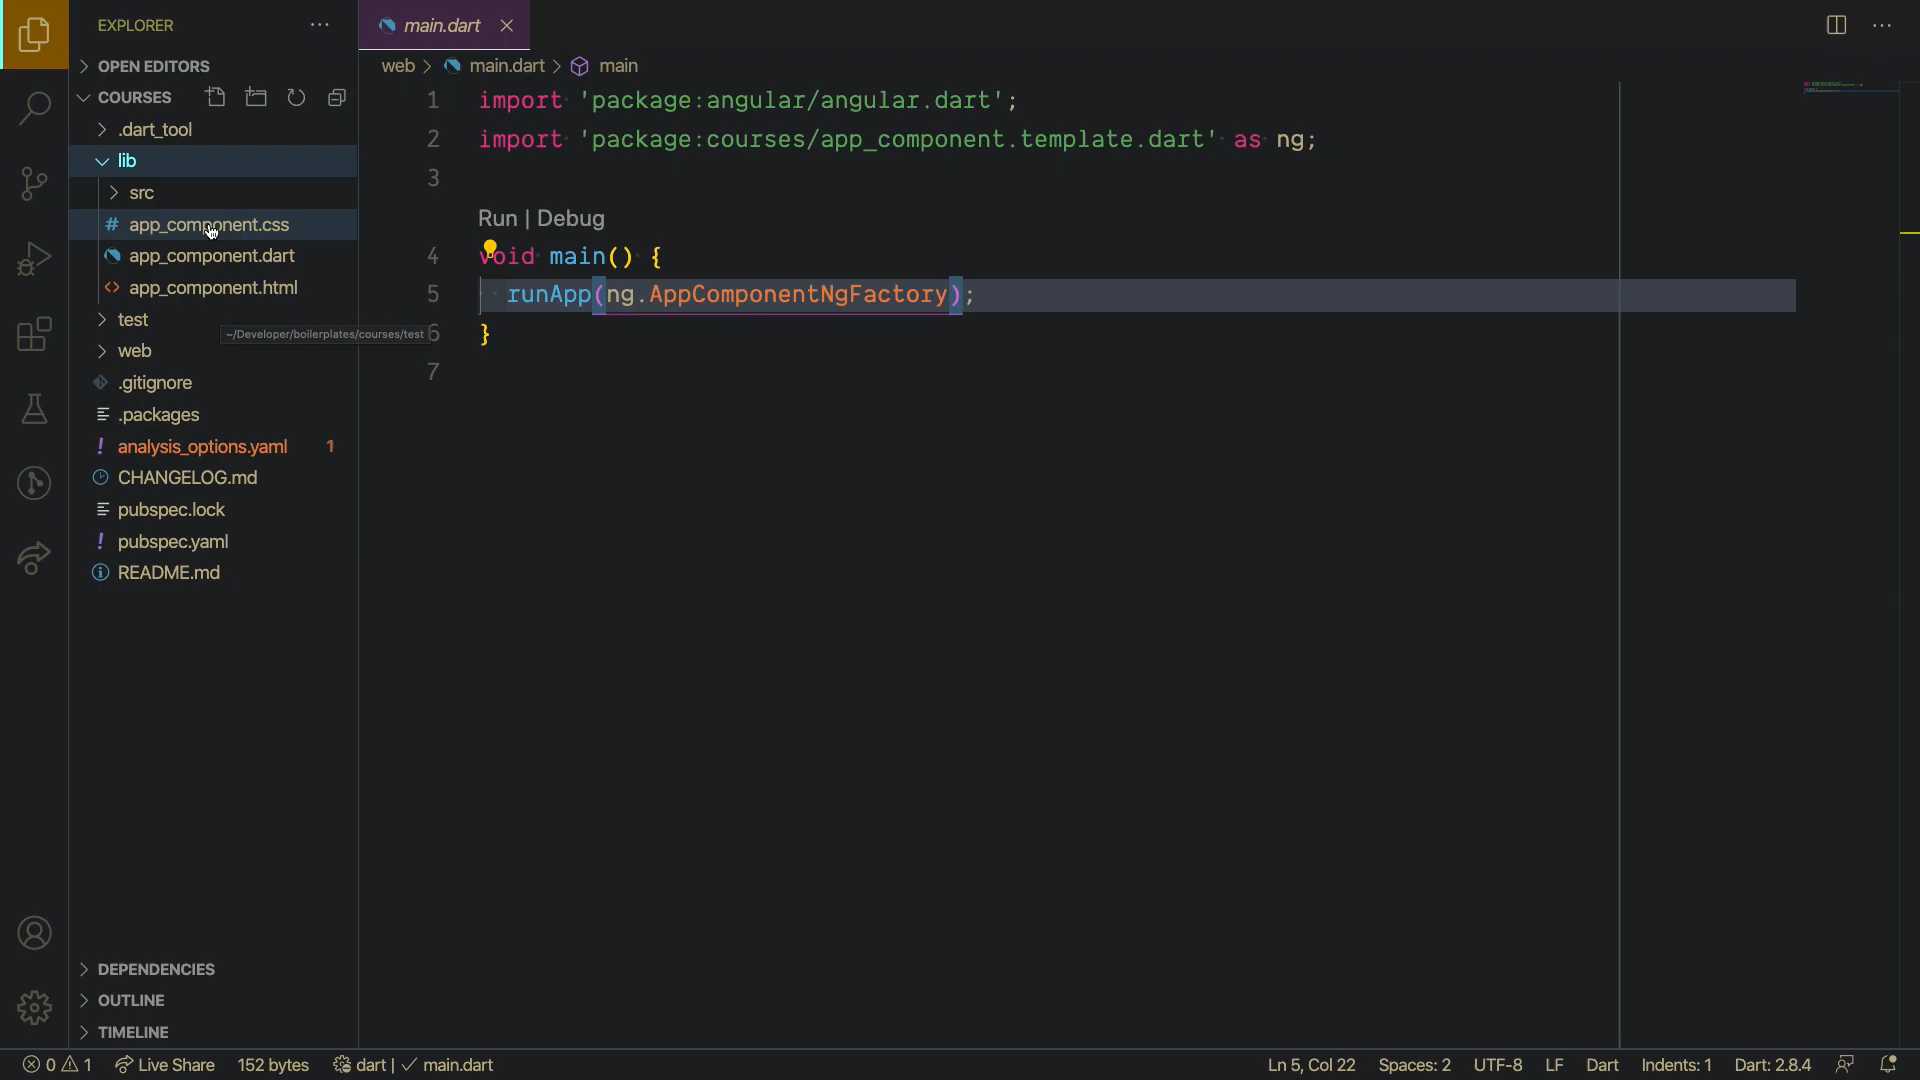 EXPLORER
OPEN EDITORS
COURSES
.dart_tool
lib
src
# app_component.css
app_component.dart
<> app_component.html
test
~/Developer/boilerplates/courses/test
web
.gitignore
.packages
! analysis_options.yaml 1
CHANGELOG.md
pubspec.lock
! pubspec.yaml
README.md
DEPENDENCIES
OUTLINE
TIMELINE
main.dart
web > main.dart > main
1 import 'package:angular/angular.dart';
2 import 'package:courses/app_component.template.dart' as ng;
3
Run | Debug
4 void main() {
5 runApp(ng.AppComponentNgFactory);
6 }
7
0 1 Live Share 152 bytes dart | ✓ main.dart
Ln 5, Col 22 Spaces: 2 UTF-8 LF Dart Indents: 1 Dart: 2.8.4